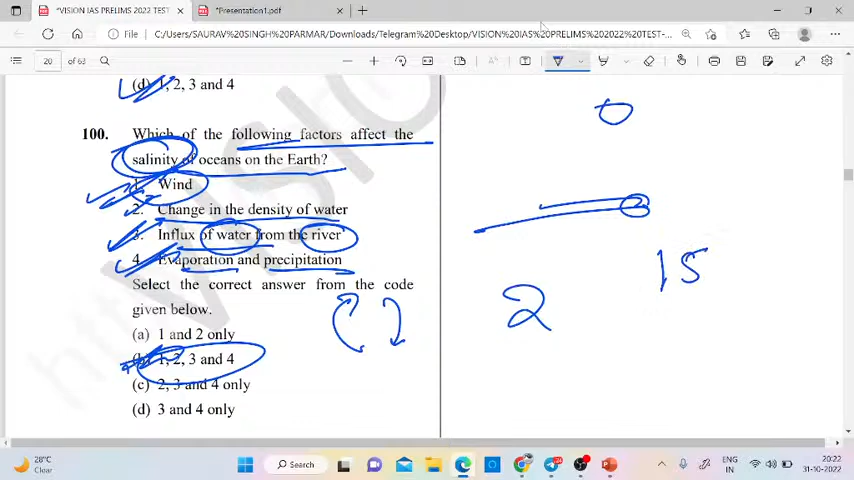 *VISION IAS PRELIMS 2022 TEST
*Presentation1.pdf
File
C:/Users/SAURAV%20SINGH%20PARMAR/Downloads/Telegram%20Desktop/VISION%20IAS%20PRELIMS%202022%20TEST-...
20 of 63
(d) 1, 2, 3 and 4
100. Which of the following factors affect the
salinity of oceans on the Earth?
1. Wind
2. Change in the density of water
3. Influx of water from the river
4. Evaporation and precipitation
Select the correct answer from the code
given below.
(a) 1 and 2 only
(b) 1, 2, 3 and 4
(c) 2, 3 and 4 only
(d) 3 and 4 only
0
2
15
28°C
Clear
Search
ENG
IN
20:22
31-10-2022